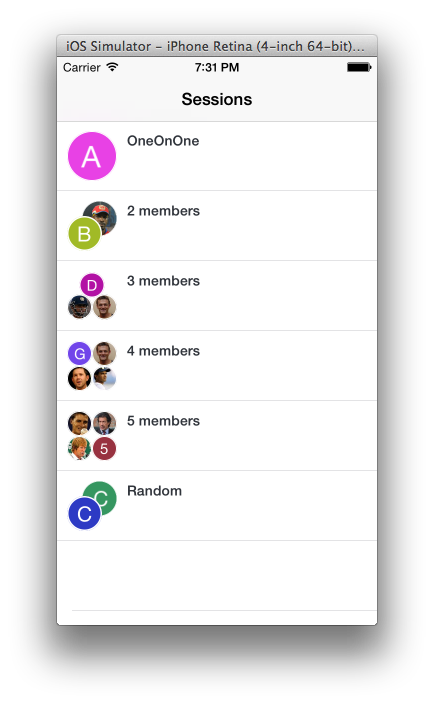 iOS Simulator – iPhone Retina (4-inch 64-bit)...
Carrier 7:31 PM
Sessions
A OneOnOne
2 members
B
D 3 members
G 4 members
5 members
5
C Random
C